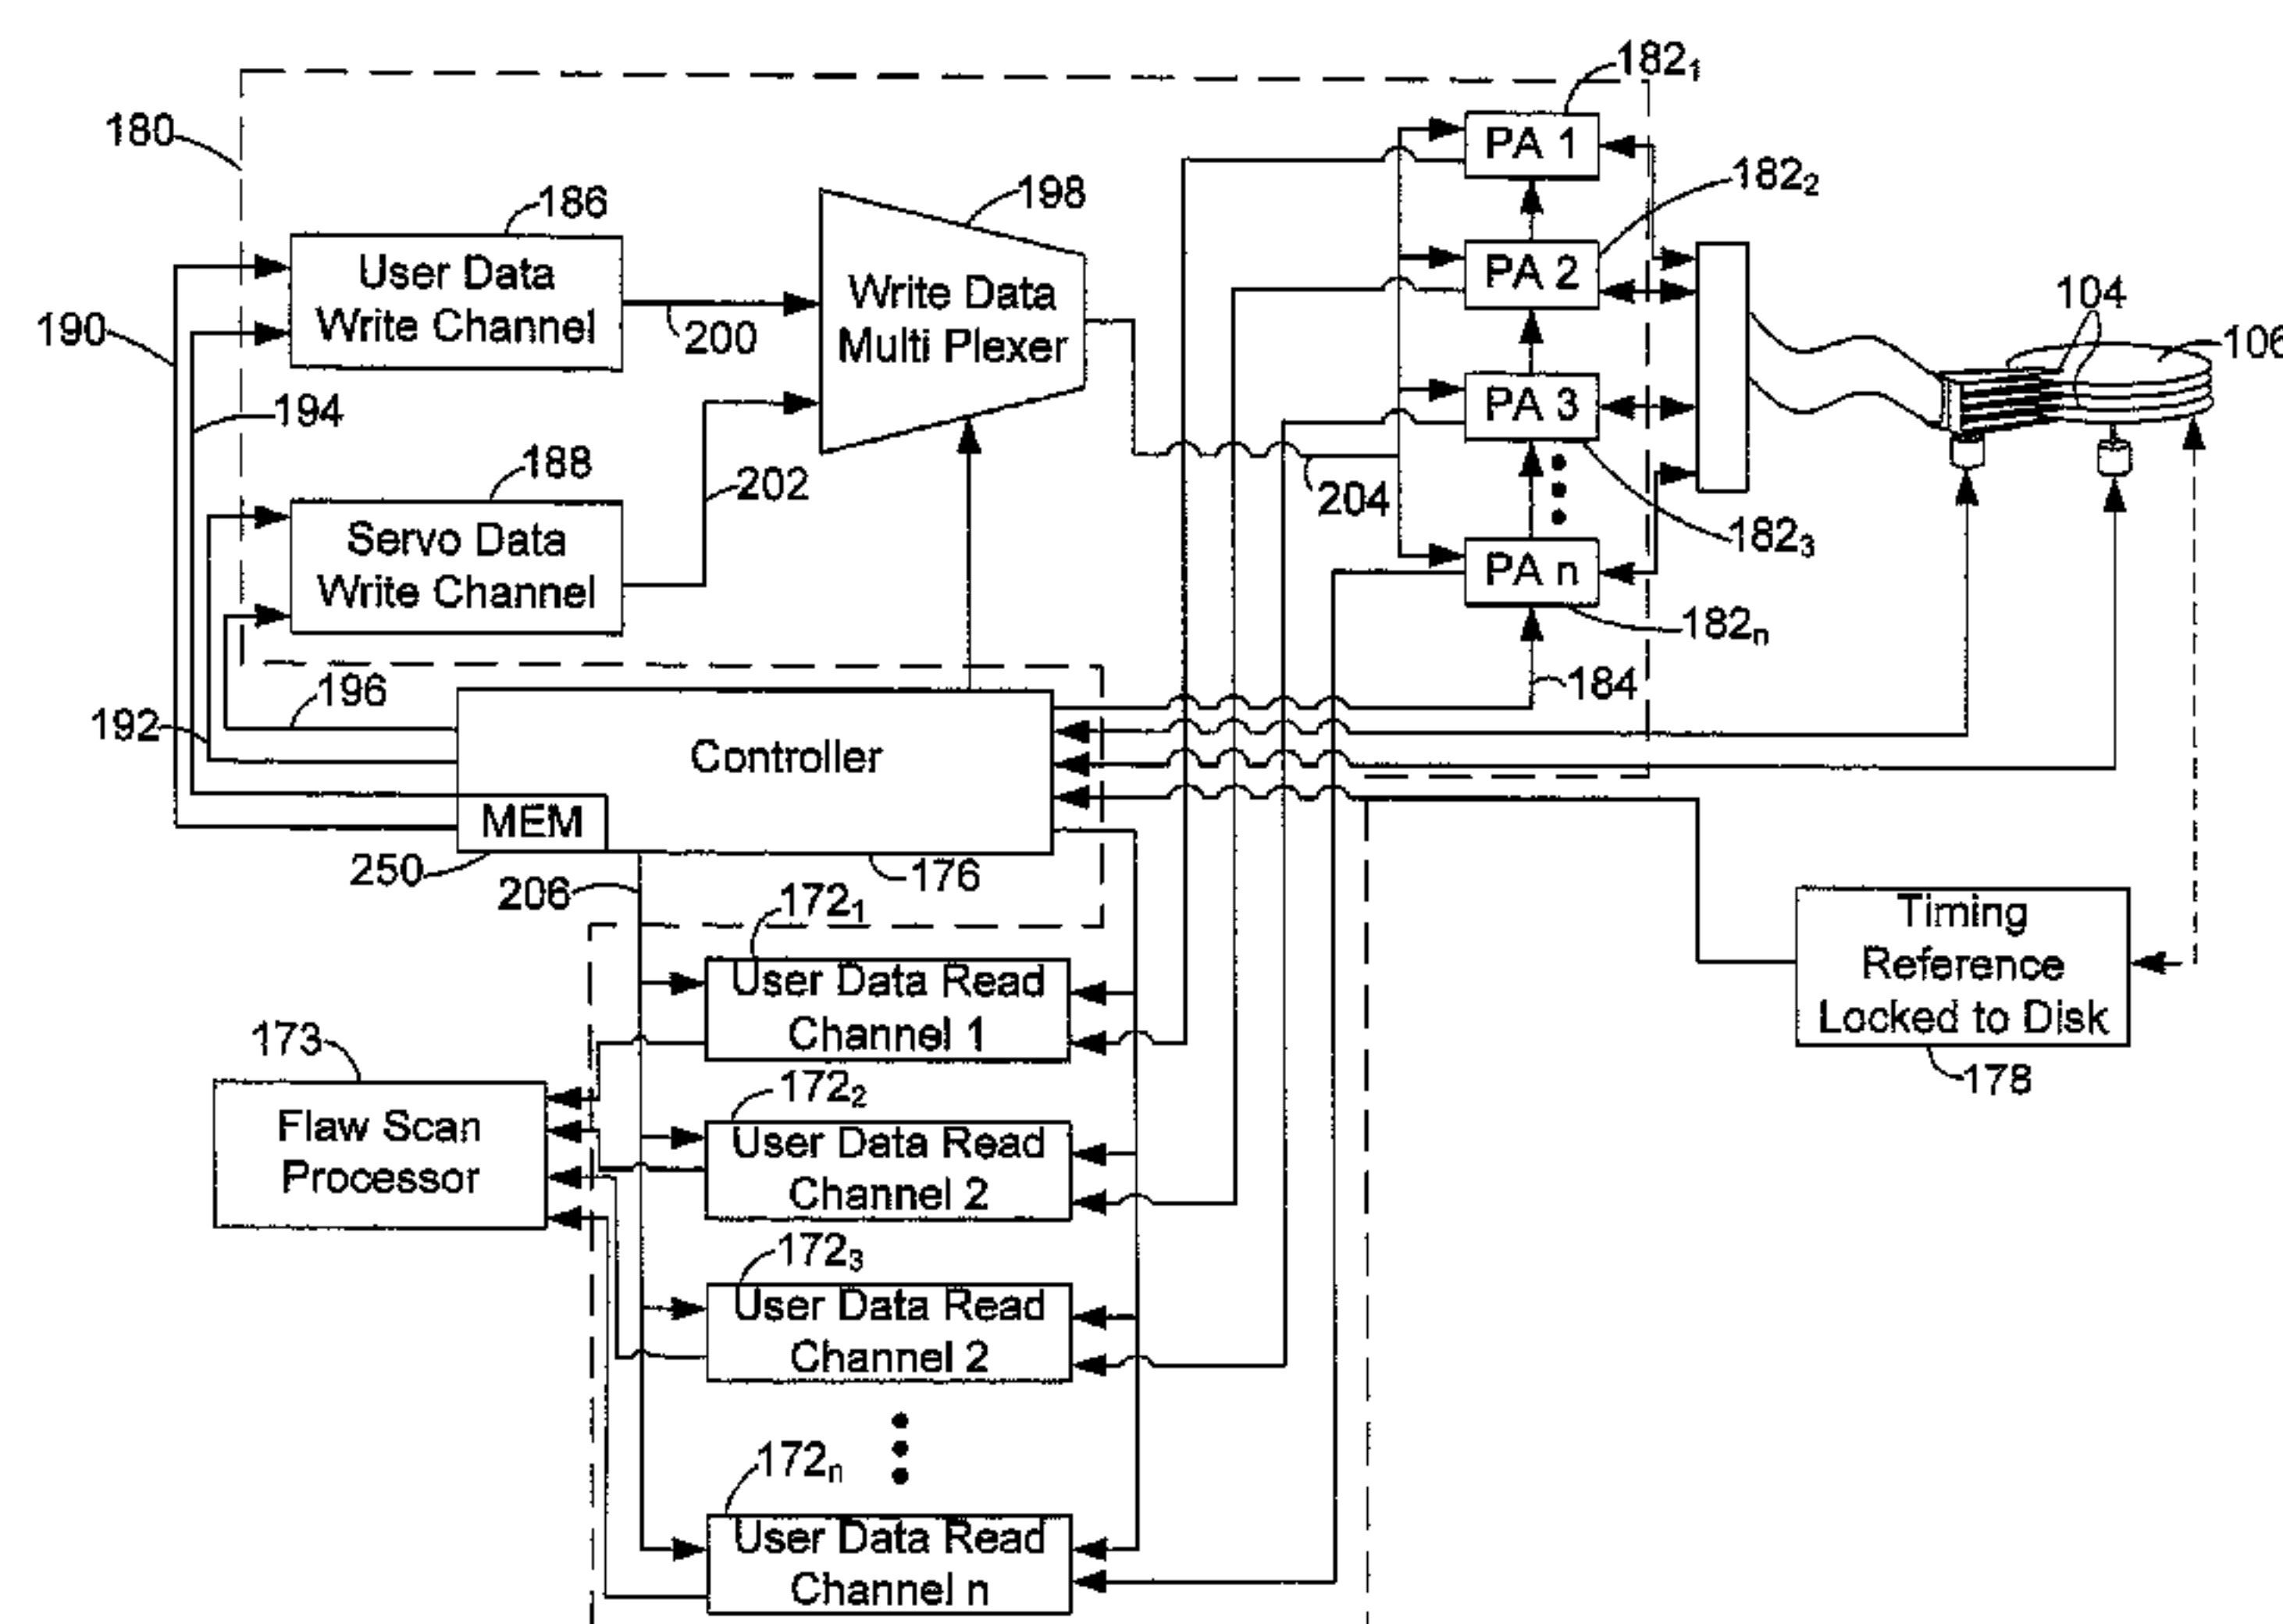 182₁
180
PA 1
182₂
186
198
User Data
Write Channel
Write Data
Multi Plexer
PA 2
104
106
190
200
194
PA 3
188
202
204
182₃
Servo Data
Write Channel
PA n
182ₙ
196
184
192
Controller
MEM
250
176
206
172₁
User Data Read
Channel 1
Timing
Reference
Locked to Disk
178
173
Flaw Scan
Processor
172₂
User Data Read
Channel 2
172₃
User Data Read
Channel 2
172ₙ
User Data Read
Channel n